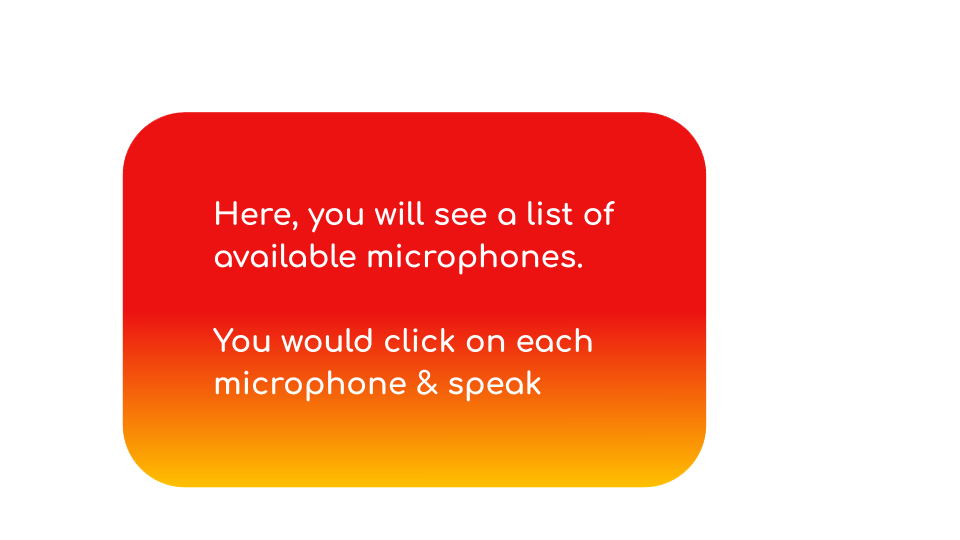 Here, you will see a list of
available microphones.
You would click on each
microphone & speak